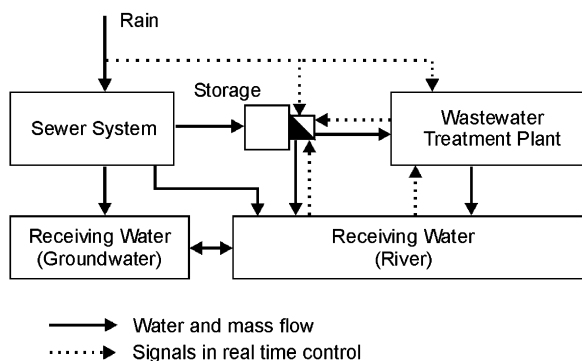 Rain
Storage
Sewer System
Wastewater
Treatment Plant
Receiving Water
(Groundwater)
Receiving Water
(River)
Water and mass flow
Signals in real time control